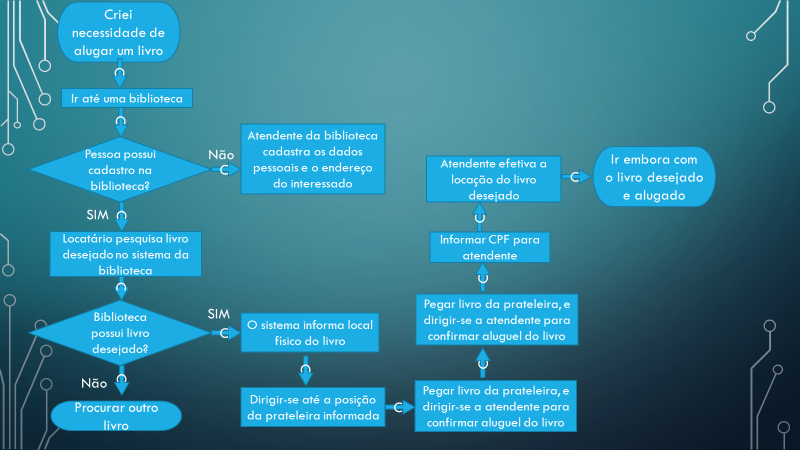 Criei
necessidade de
alugar um livro
Ir até uma biblioteca
Pessoa possui
cadastro na
biblioteca?
Não
Atendente da biblioteca
cadastra os dados
pessoais e o endereço
do interessado
SIM
Locatário pesquisa livro
desejado no sistema da
biblioteca
Biblioteca
possui livro
desejado?
SIM
O sistema informa local
físico do livro
Não
Procurar outro
livro
Dirigir-se até a posição
da prateleira informada
Pegar livro da prateleira, e
dirigir-se a atendente para
confirmar aluguel do livro
Pegar livro da prateleira, e
dirigir-se a atendente para
confirmar aluguel do livro
Informar CPF para
atendente
Atendente efetiva a
locação do livro
desejado
Ir embora com
o livro desejado
e alugado